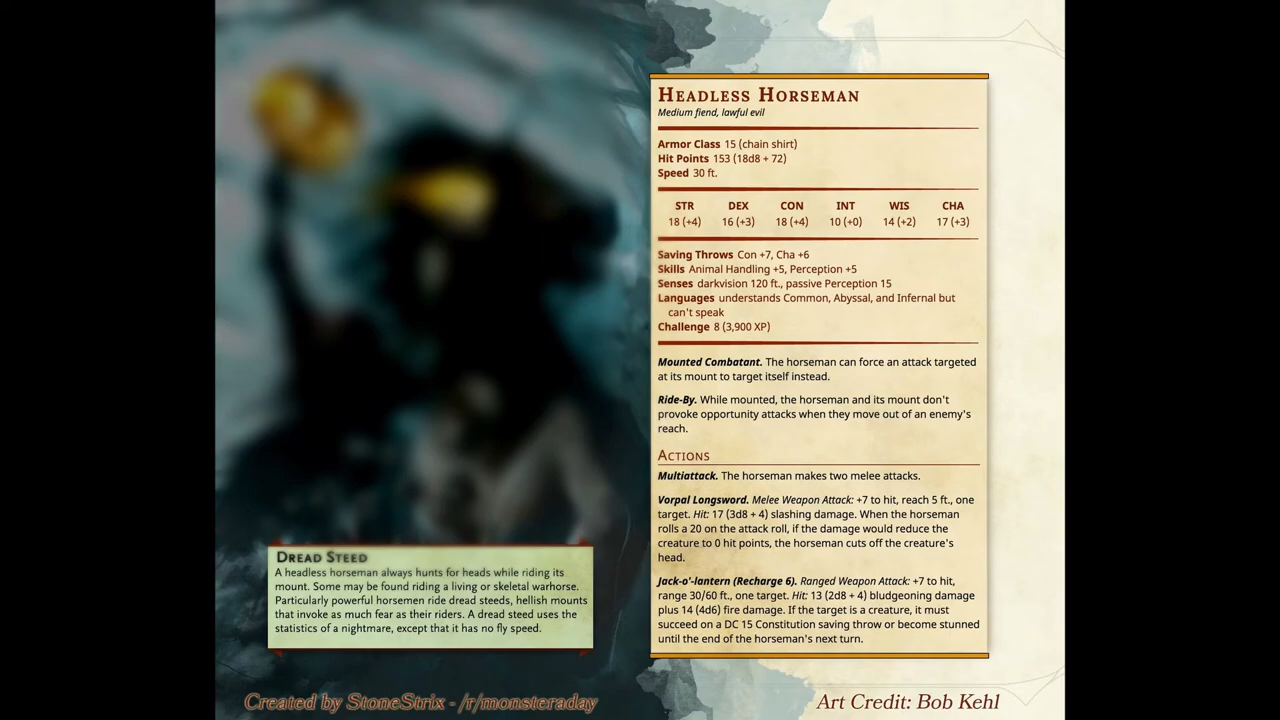 Headless Horseman
Medium fiend, lawful evil
Armor Class 15 (chain shirt)
Hit Points 153 (18d8 + 72)
Speed 30 ft.
STR DEX CON INT WIS CHA
18 (+4) 16 (+3) 18 (+4) 10 (+0) 14 (+2) 17 (+3)
Saving Throws Con +7, Cha +6
Skills Animal Handling +5, Perception +5
Senses darkvision 120 ft., passive Perception 15
Languages understands Common, Abyssal, and Infernal but
can't speak
Challenge 8 (3,900 XP)
Mounted Combatant. The horseman can force an attack targeted
at its mount to target itself instead.
Ride-By. While mounted, the horseman and its mount don't
provoke opportunity attacks when they move out of an enemy's
reach.
Actions
Multiattack. The horseman makes two melee attacks.
Vorpal Longsword. Melee Weapon Attack: +7 to hit, reach 5 ft., one
target. Hit: 17 (3d8 + 4) slashing damage. When the horseman
rolls a 20 on the attack roll, if the damage would reduce the
creature to 0 hit points, the horseman cuts off the creature's
head.
Jack-o'-lantern (Recharge 6). Ranged Weapon Attack: +7 to hit,
range 30/60 ft., one target. Hit: 13 (2d8 + 4) bludgeoning damage
plus 14 (4d6) fire damage. If the target is a creature, it must
succeed on a DC 15 Constitution saving throw or become stunned
until the end of the horseman's next turn.
Dread Steed
A headless horseman always hunts for heads while riding its
mount. Some may be found riding a living or skeletal warhorse.
Particularly powerful horsemen ride dread steeds, hellish mounts
that invoke as much fear as their riders. A dread steed uses the
statistics of a nightmare, except that it has no fly speed.
Created by StoneStrix - /r/monsteraday
Art Credit: Bob Kehl